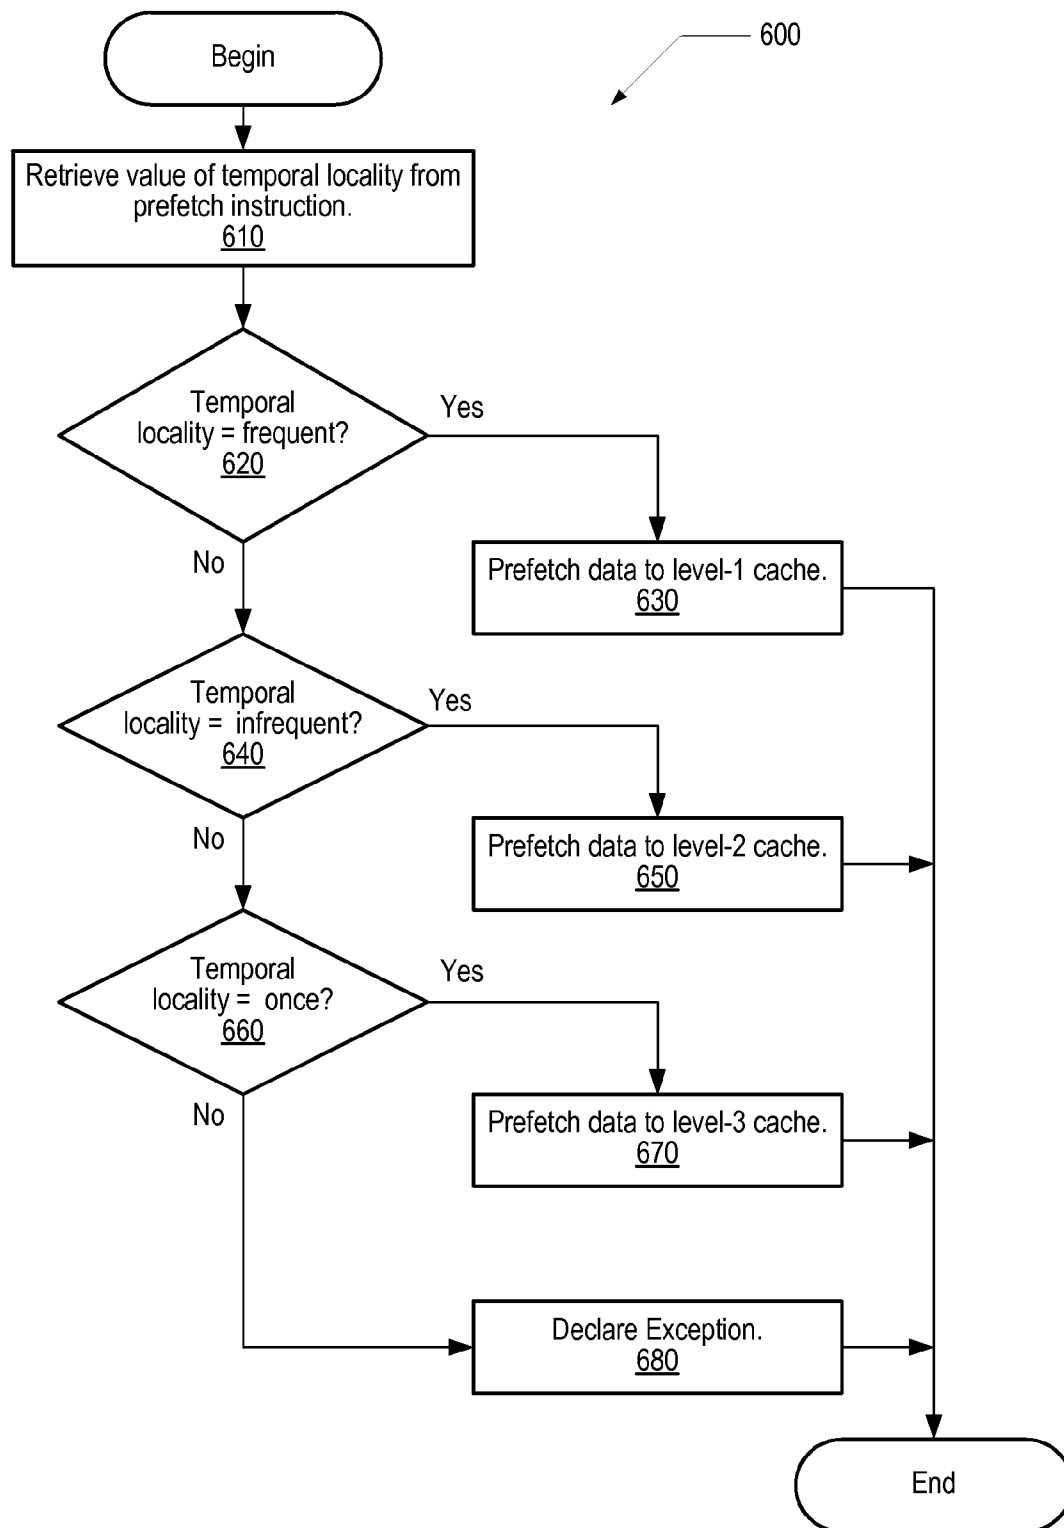 Begin
600
Retrieve value of temporal locality from
prefetch instruction.
610
Temporal
locality = frequent?
620
Yes
No
Prefetch data to level-1 cache.
630
Temporal
locality = infrequent?
640
Yes
No
Prefetch data to level-2 cache.
650
Temporal
locality = once?
660
Yes
No
Prefetch data to level-3 cache.
670
Declare Exception.
680
End